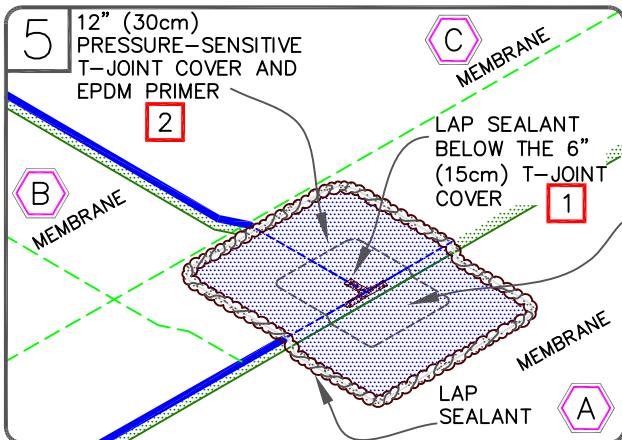 5
12” (30cm)
PRESSURE-SENSITIVE
T-JOINT COVER AND
EPDM PRIMER
2
C
MEMBRANE
LAP SEALANT
BELOW THE 6”
(15cm) T-JOINT
COVER
1
B
MEMBRANE
MEMBRANE
LAP
SEALANT
A